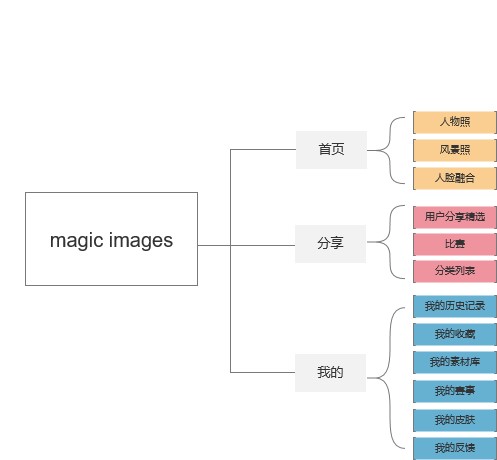 magic images
首页
人物照
风景照
人脸融合
分享
用户分享精选
比赛
分类列表
我的
我的历史记录
我的收藏
我的素材库
我的赛事
我的皮肤
我的反馈